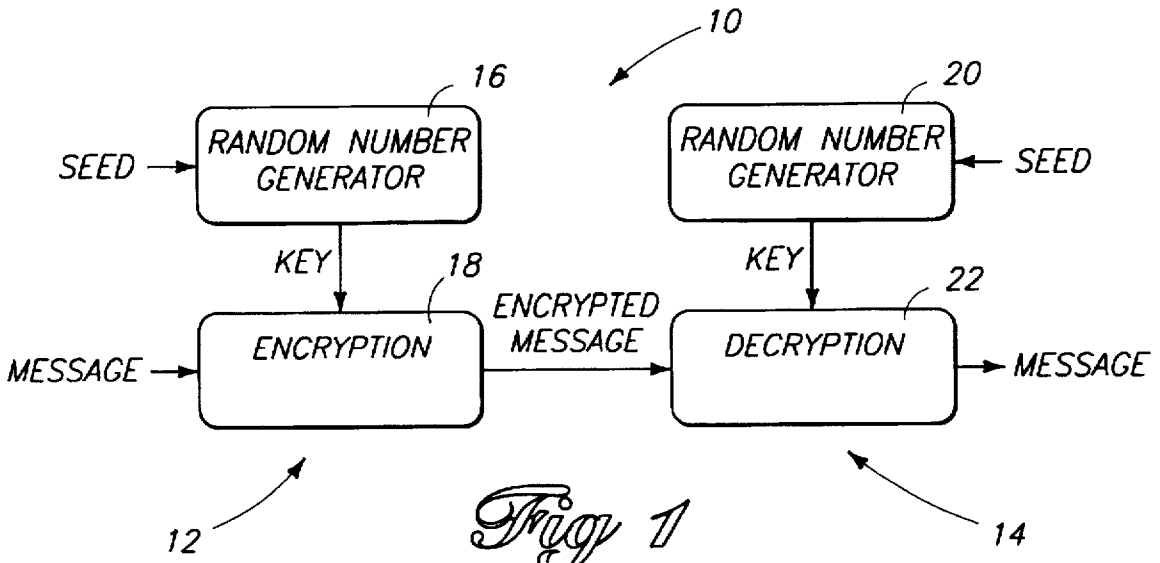 10
16
20
RANDOM NUMBER
GENERATOR
RANDOM NUMBER
GENERATOR
SEED
SEED
KEY
KEY
18
22
ENCRYPTED
MESSAGE
ENCRYPTION
DECRYPTION
MESSAGE
MESSAGE
12
14
Fig 1